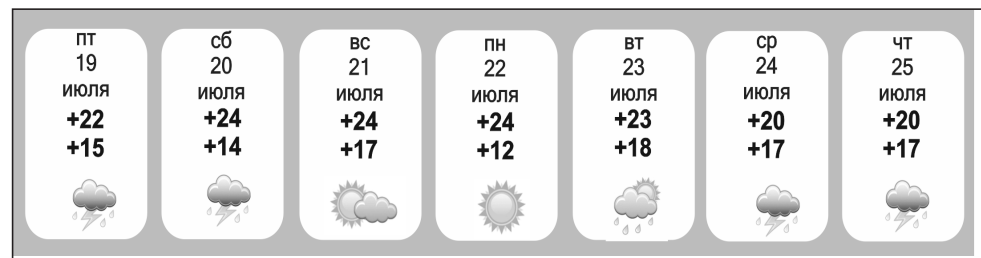 пт
19
июля
+22
+15
сб
20
июля
+24
+14
вс
21
июля
+24
+17
пн
22
июля
+24
+12
вт
23
июля
+23
+18
ср
24
июля
+20
+17
чт
25
июля
+20
+17